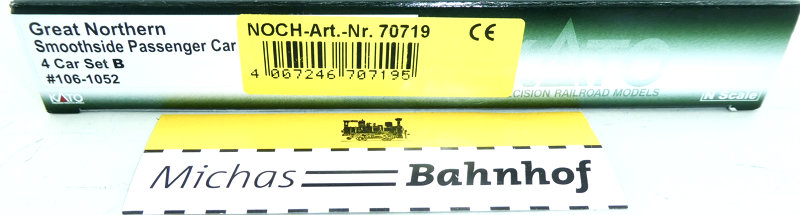 Great Northern
Smoothside Passenger Car
4 Car Set B
#106-1052
KATO
NOCH-Art.-Nr. 70719
CE
4 007246 707195
KATO
CISION RAILROAD MODELS
N Scale
Michas Bahnhof